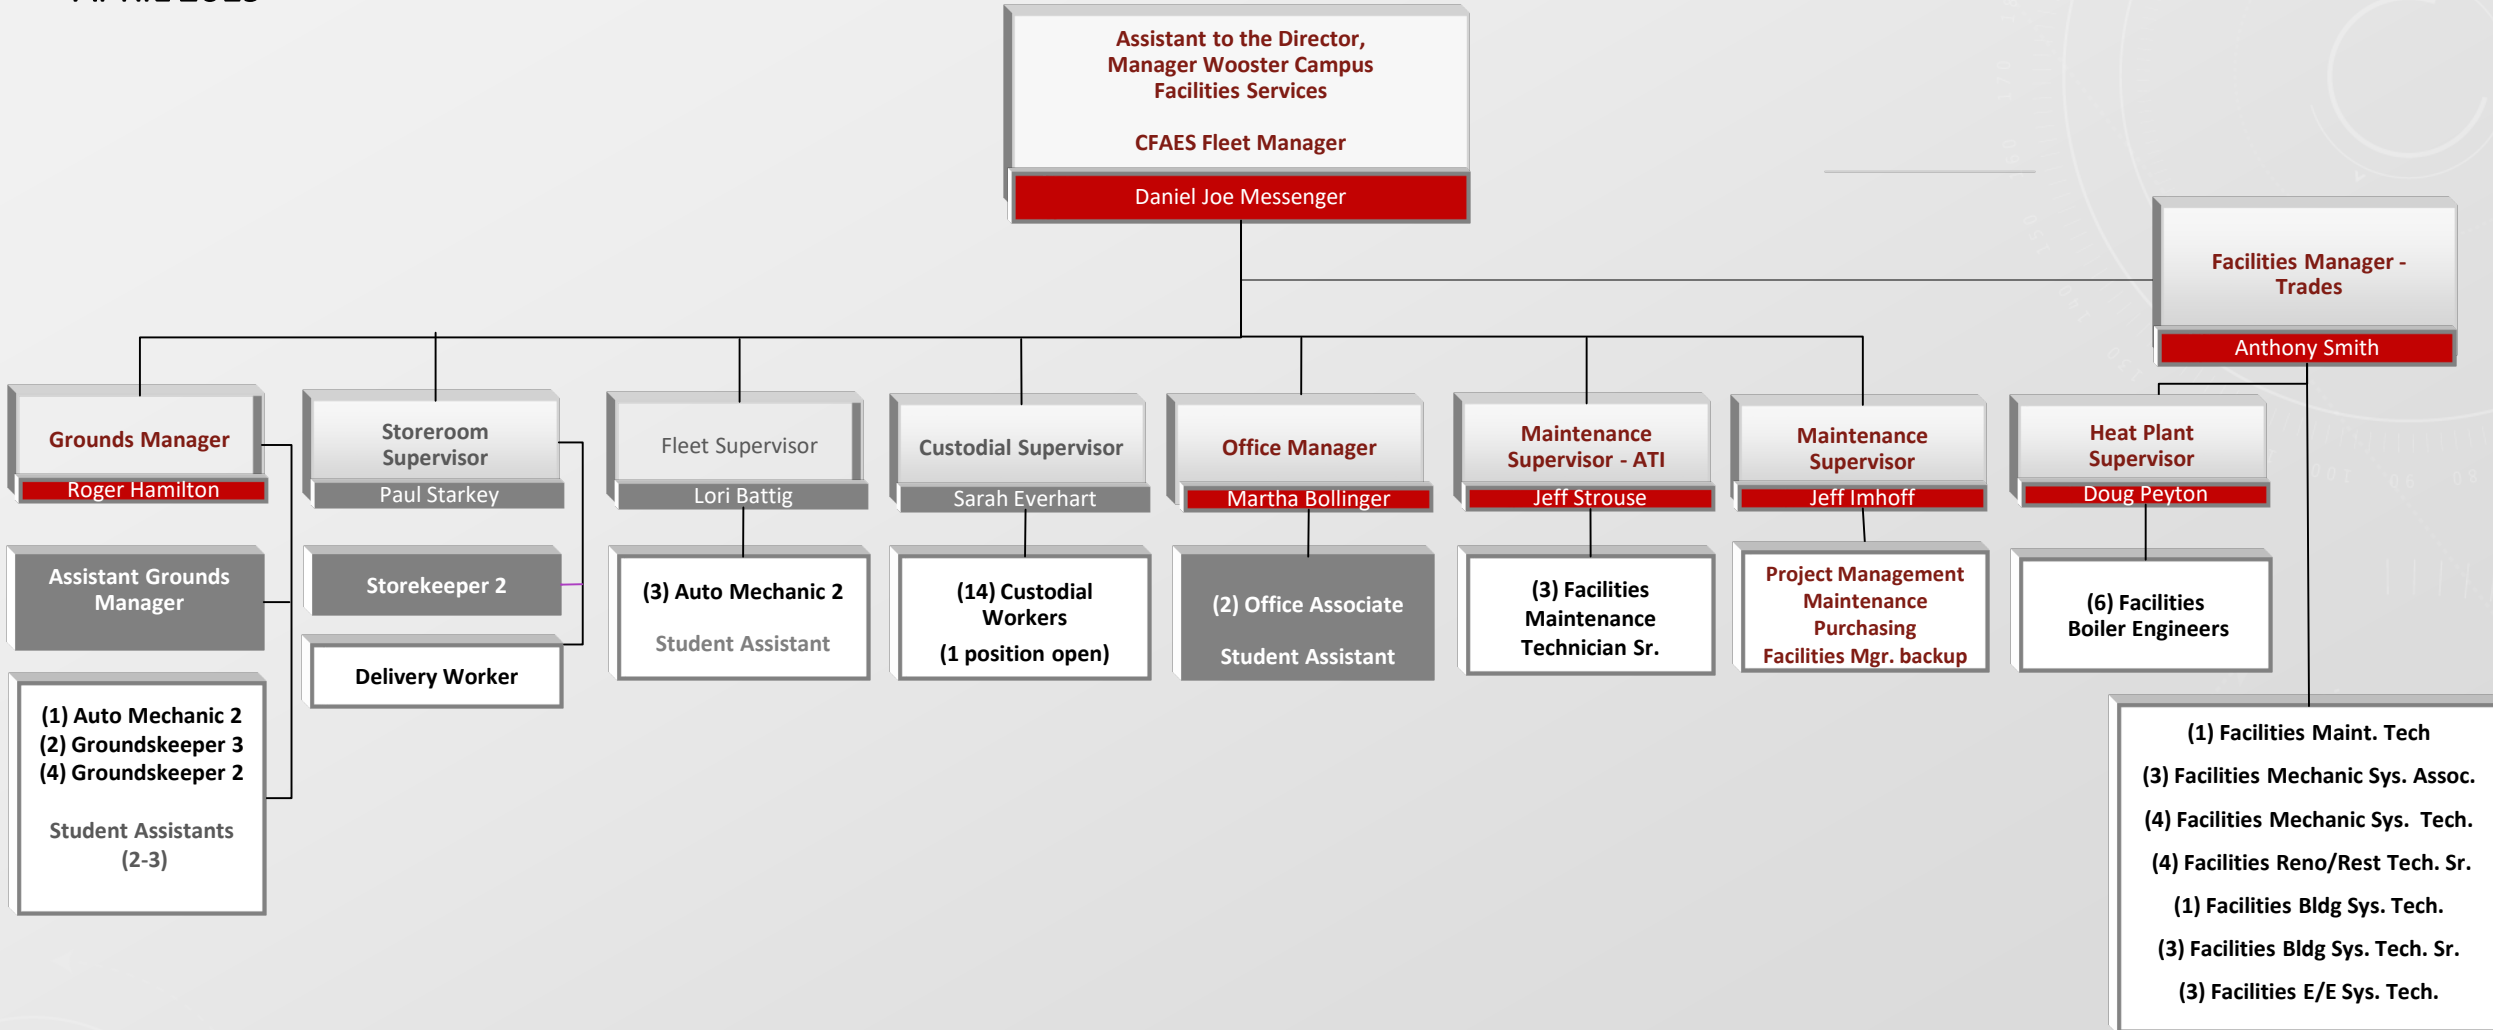 Assistant to the Director,
Manager Wooster Campus
Facilities Services
CFAES Fleet Manager
Daniel Joe Messenger
Facilities Manager -
Trades
Anthony Smith
Grounds Manager
Roger Hamilton
Storeroom
Supervisor
Paul Starkey
Fleet Supervisor
Lori Battig
Custodial Supervisor
Sarah Everhart
Office Manager
Martha Bollinger
Maintenance
Supervisor - ATI
Jeff Strouse
Maintenance
Supervisor
Jeff Imhoff
Heat Plant
Supervisor
Doug Peyton
Assistant Grounds
Manager
(1) Auto Mechanic 2
(2) Groundskeeper 3
(4) Groundskeeper 2
Student Assistants
(2-3)
Storekeeper 2
Delivery Worker
(3) Auto Mechanic 2
Student Assistant
(14) Custodial
Workers
(1 position open)
(2) Office Associate
Student Assistant
(3) Facilities
Maintenance
Technician Sr.
Project Management
Maintenance
Purchasing
Facilities Mgr. backup
(6) Facilities
Boiler Engineers
(1) Facilities Maint. Tech
(3) Facilities Mechanic Sys. Assoc.
(4) Facilities Mechanic Sys. Tech.
(4) Facilities Reno/Rest Tech. Sr.
(1) Facilities Bldg Sys. Tech.
(3) Facilities Bldg Sys. Tech. Sr.
(3) Facilities E/E Sys. Tech.